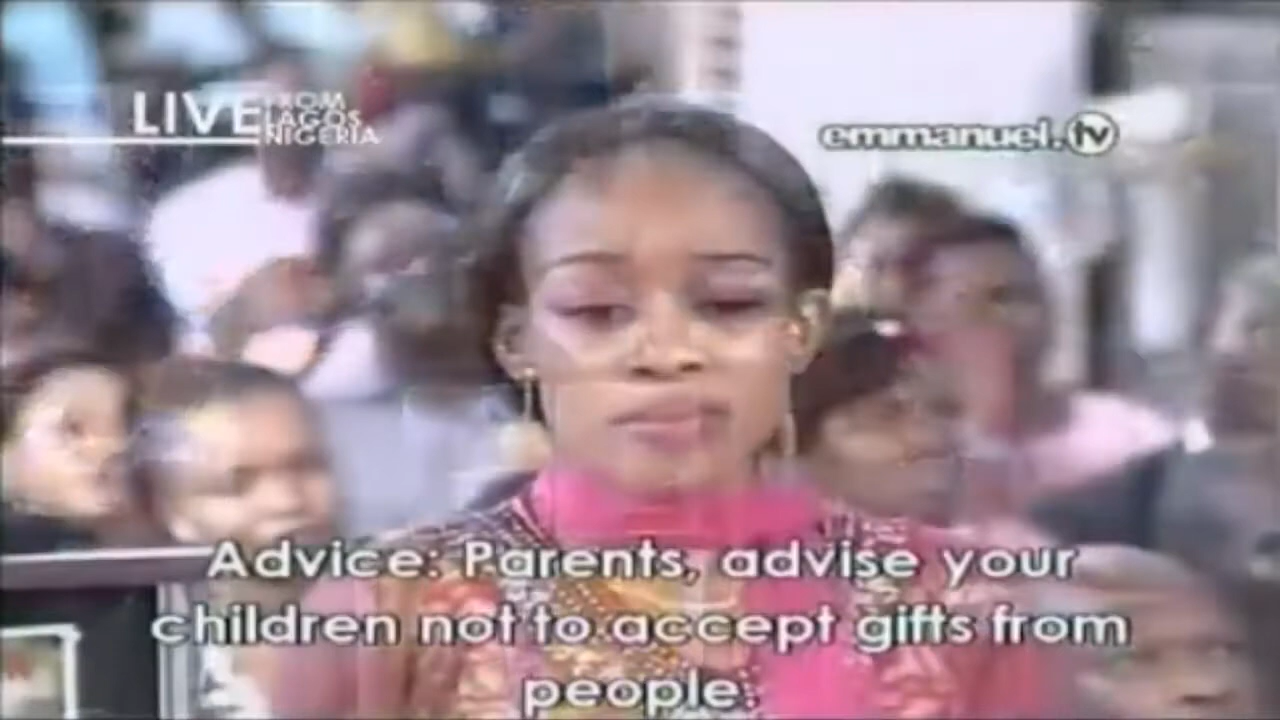 LIVE FROM
LAGOS
NIGERIA
emmanuel.tv
Advice: Parents, advise your
children not to accept gifts from
people.